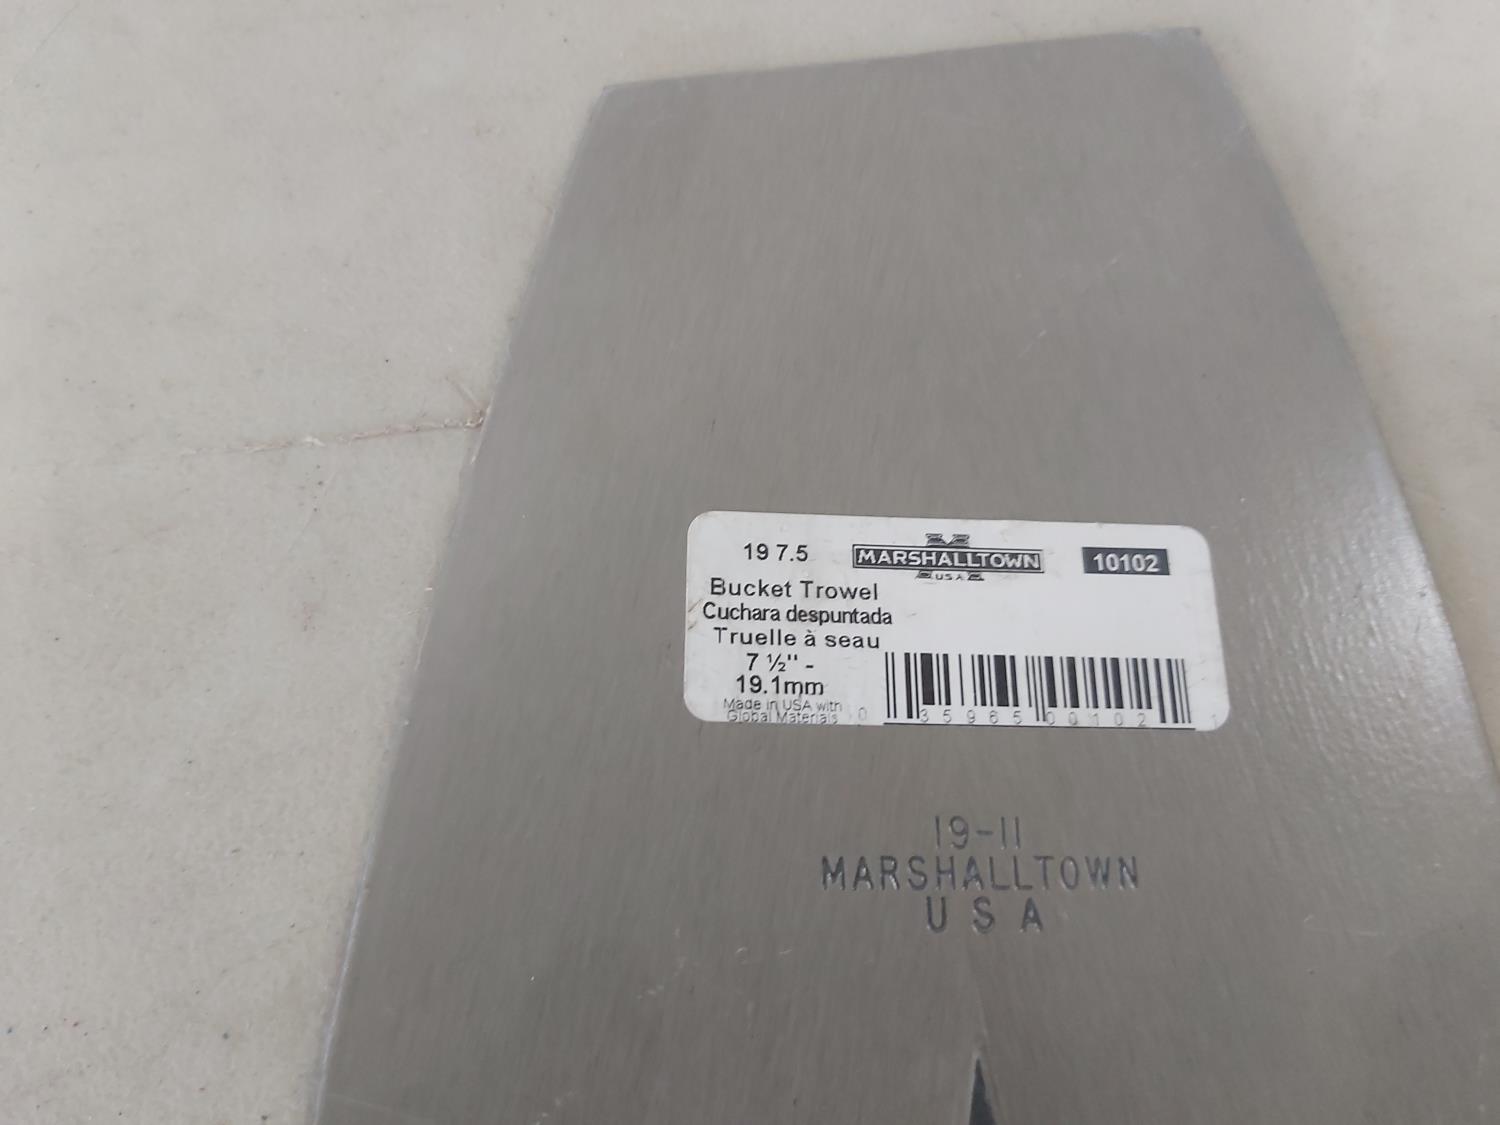 19 7.5
MARSHALLTOWN
USA
10102
Bucket Trowel
Cuchara despuntada
Truelle à seau
7 ½" -
19.1mm
Made in USA with
Global Materials
0 35965 00102 1
19-11
MARSHALLTOWN
U S A